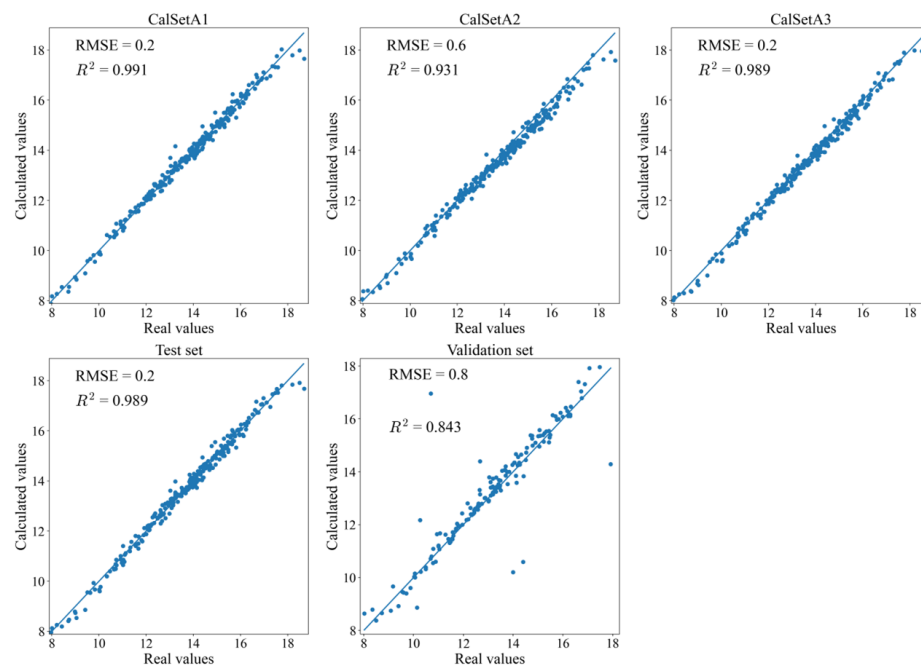 CalSetA1
RMSE = 0.2
R² = 0.991
18
16
14
12
10
8
Calculated values
8 10 12 14 16 18
Real values
CalSetA2
RMSE = 0.6
R² = 0.931
18
16
14
12
10
8
Calculated values
8 10 12 14 16 18
Real values
CalSetA3
RMSE = 0.2
R² = 0.989
18
16
14
12
10
8
Calculated values
8 10 12 14 16 18
Real values
Test set
RMSE = 0.2
R² = 0.989
18
16
14
12
10
8
Calculated values
8 10 12 14 16 18
Real values
Validation set
RMSE = 0.8
R² = 0.843
18
16
14
12
10
8
Calculated values
8 10 12 14 16 18
Real values